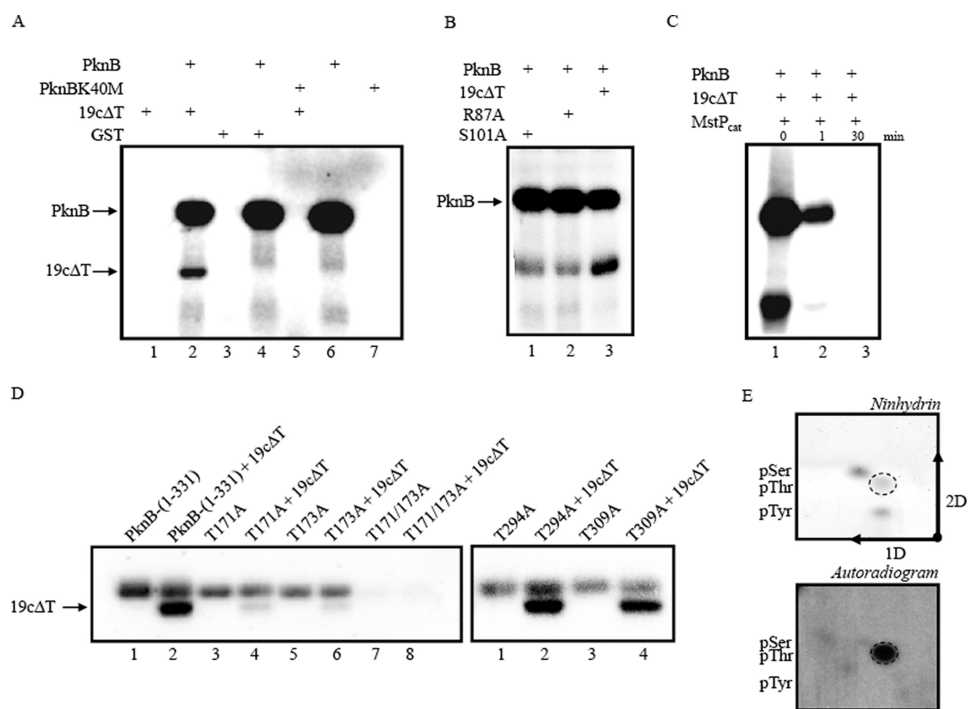 A
PknB + + +
PknBK40M + +
19cΔT + + +
GST + +
PknB
19cΔT
1 2 3 4 5 6 7
B
PknB + + +
19cΔT +
R87A +
S101A +
PknB
1 2 3
C
PknB + + +
19cΔT + + +
MstPcat + + +
0 1 30 min
1 2 3
D
PknB-(1-331)
PknB-(1-331) + 19cΔT
T171A
T171A + 19cΔT
T173A
T173A + 19cΔT
T171/173A
T171/173A + 19cΔT
19cΔT
1 2 3 4 5 6 7 8
T294A
T294A + 19cΔT
T309A
T309A + 19cΔT
1 2 3 4
E
Ninhydrin
pSer
pThr
pTyr
2D
1D
Autoradiogram
pSer
pThr
pTyr